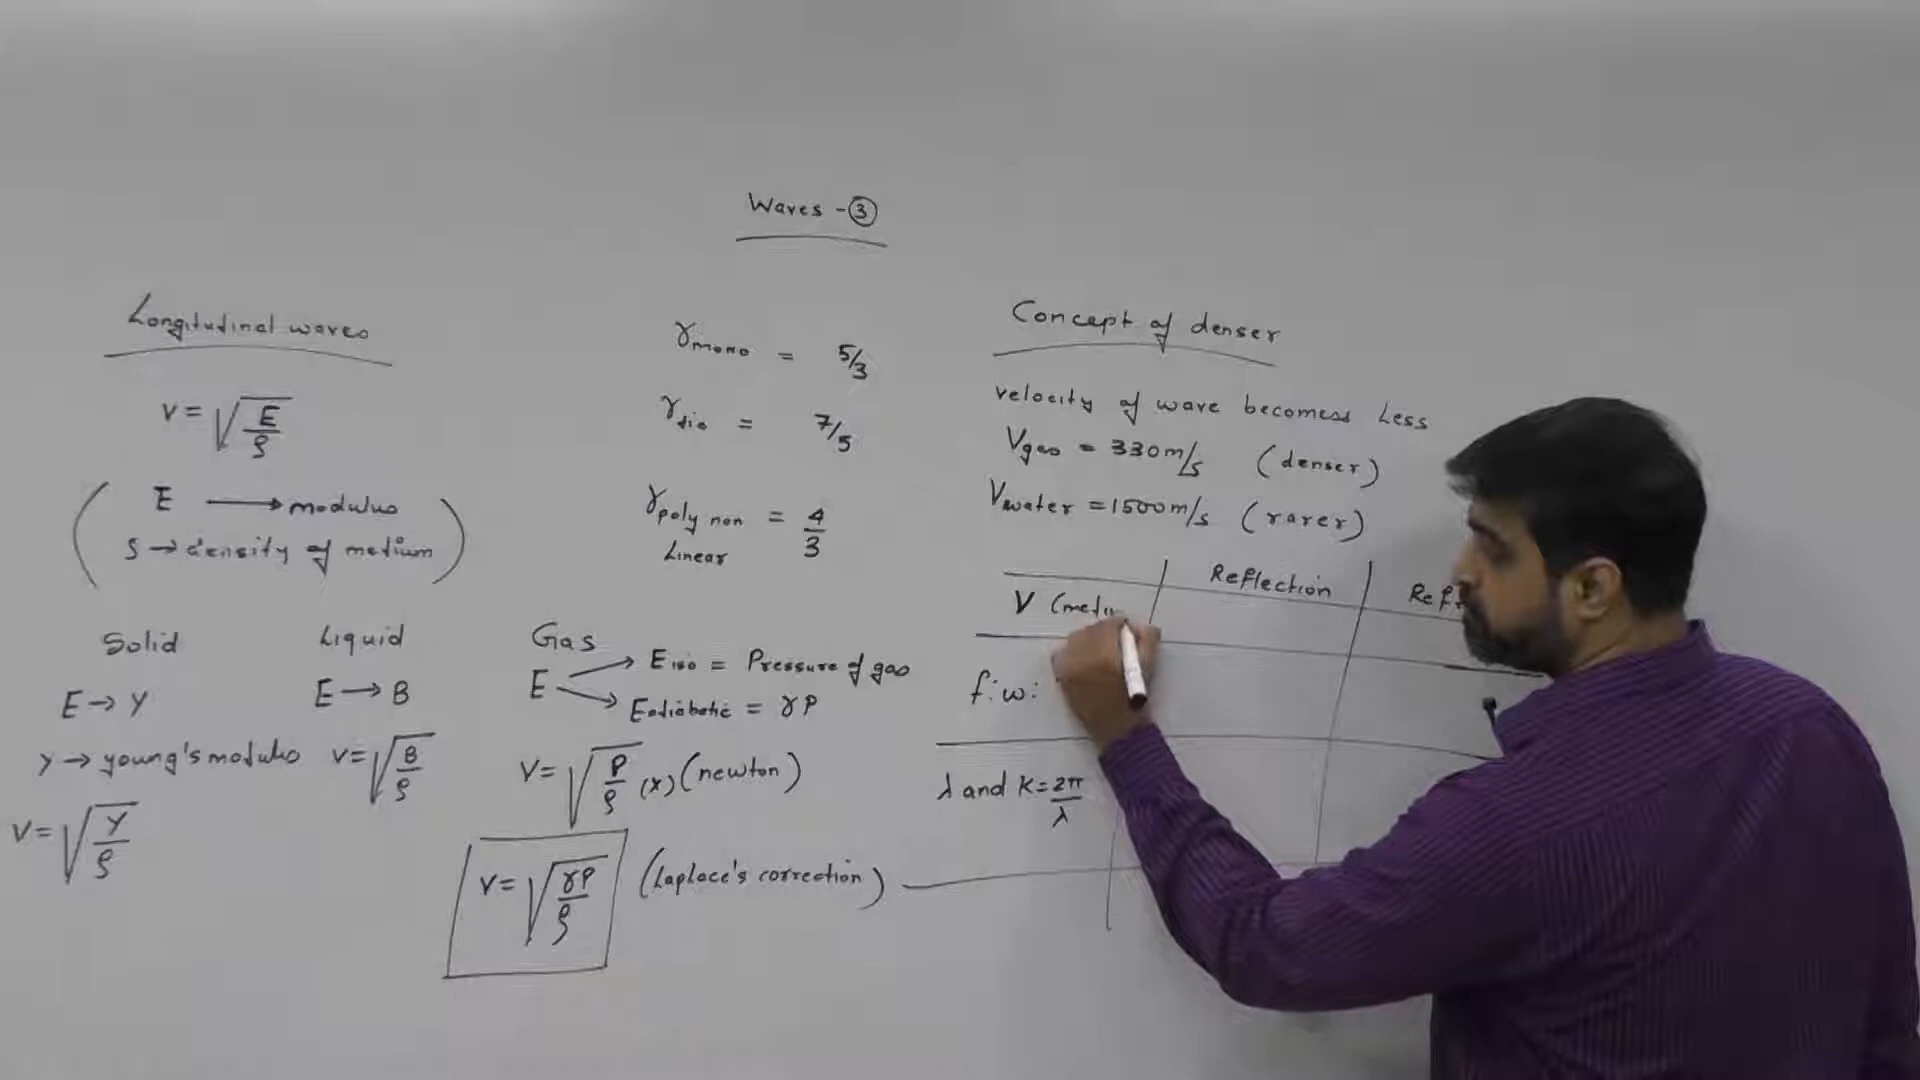 Waves - ③
Longitudinal waves
v = √E/ρ
E → modulus
ρ → density of medium
Solid
E → Y
Y → young's modulus
v = √Y/ρ
Liquid
E → B
v = √B/ρ
γmono = 5/3
γdia = 7/5
γpoly non = 4/3
Linear
Gas
E → Eiso = Pressure of gas
→ Eadiabatic = γP
v = √P/ρ (x) (newton)
v = √γP/ρ (Laplace's correction)
Concept of denser
velocity of wave becomes Less
Vgas = 330 m/s (denser)
Vwater = 1500 m/s (rarer)
Reflection
V
f : w :
λ and K = 2π/λ